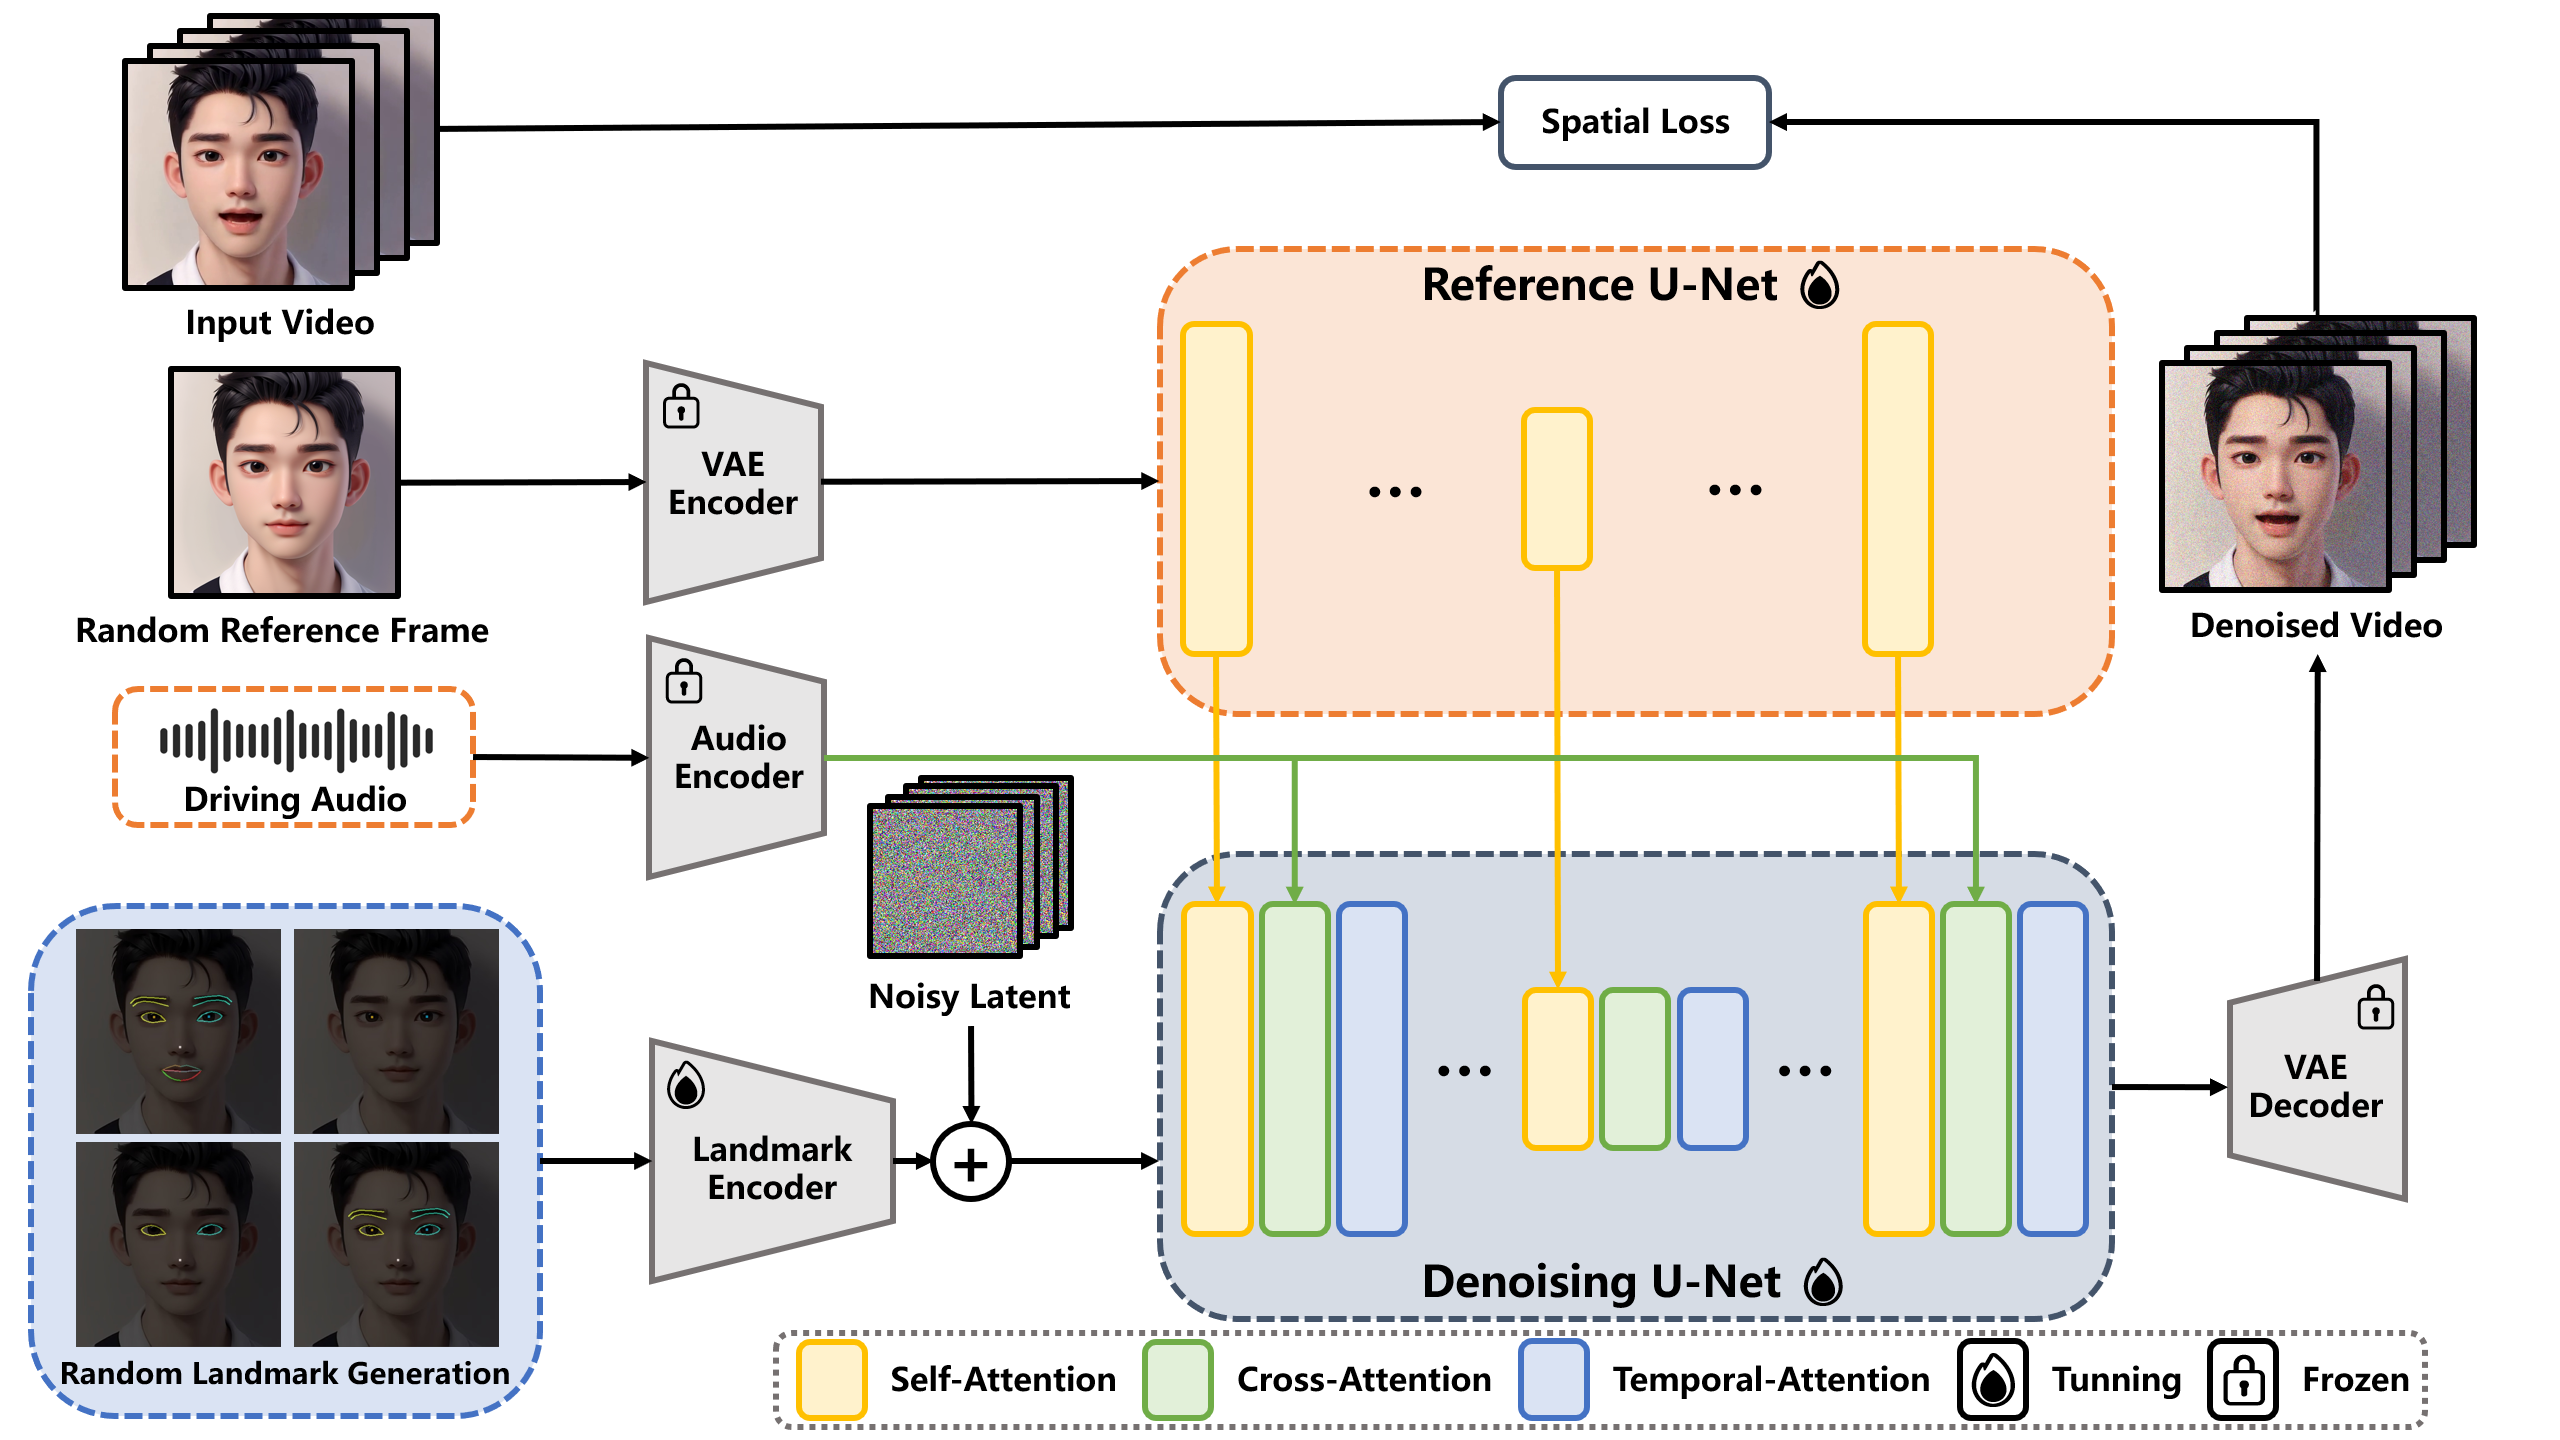 Spatial Loss
Input Video
Reference U-Net
VAE
Encoder
Random Reference Frame
Denoised Video
Audio
Encoder
Driving Audio
Noisy Latent
VAE
Decoder
Landmark
Encoder
+
Denoising U-Net
Random Landmark Generation
Self-Attention
Cross-Attention
Temporal-Attention
Tunning
Frozen